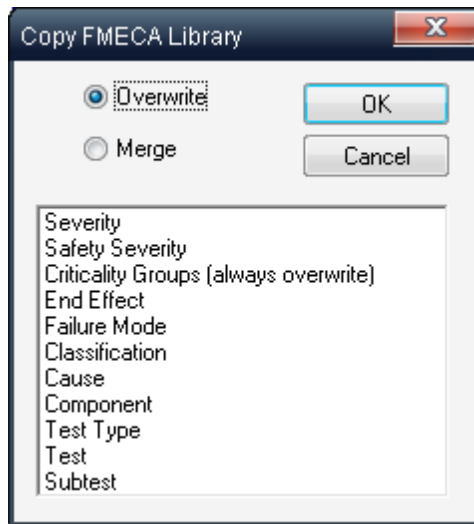 Copy FMECA Library
Overwrite
OK
Merge
Cancel
Severity
Safety Severity
Criticality Groups (always overwrite)
End Effect
Failure Mode
Classification
Cause
Component
Test Type
Test
Subtest